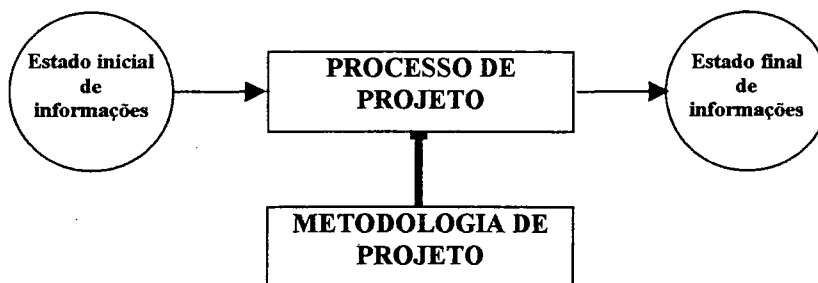 Estado inicial
de
informações
PROCESSO DE
PROJETO
Estado final
de
informações
METODOLOGIA DE
PROJETO